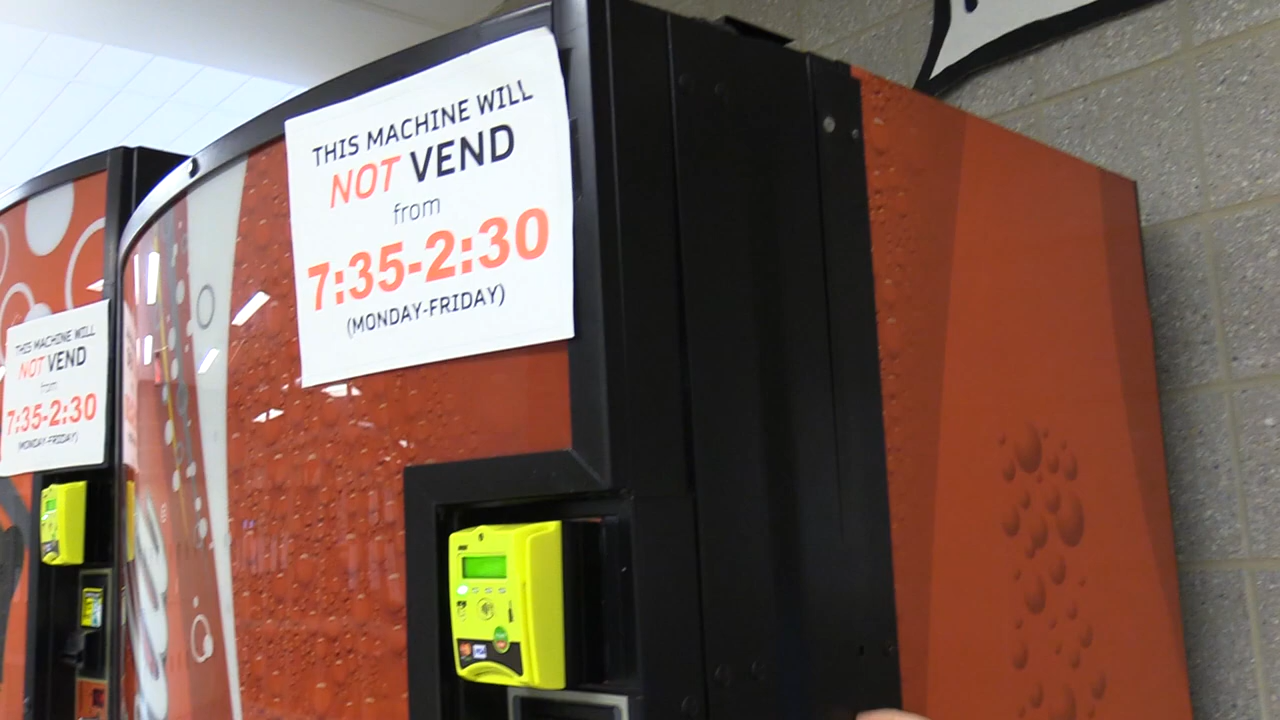 THIS MACHINE WILL
NOT VEND
from
7:35-2:30
(MONDAY-FRIDAY)
THIS MACHINE WILL
NOT VEND
from
7:35-2:30
(MONDAY-FRIDAY)